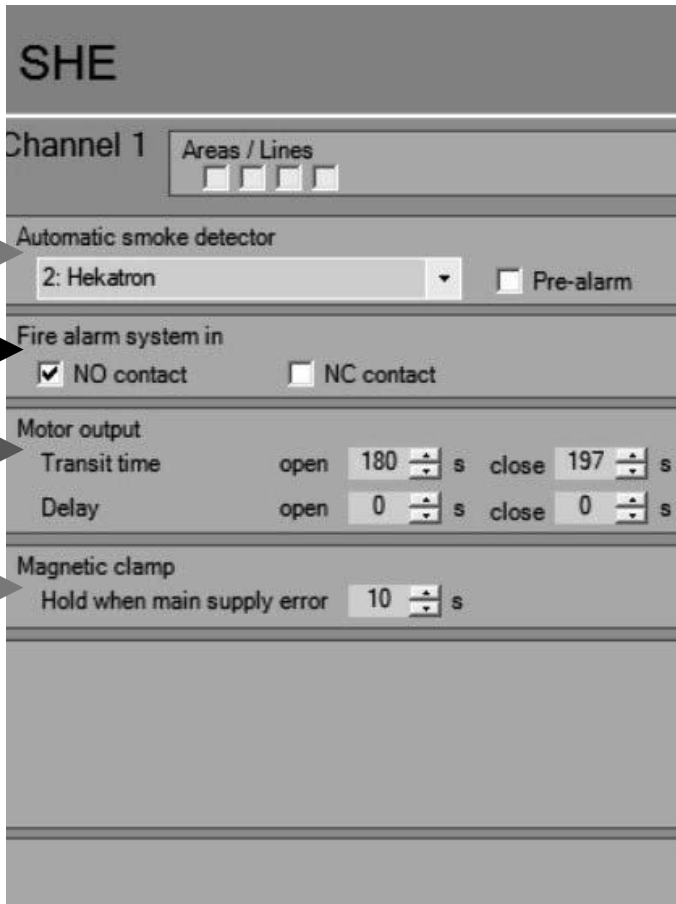 SHE
Channel 1
Areas / Lines
Automatic smoke detector
2: Hekatron Pre-alarm
Fire alarm system in
NO contact NC contact
Motor output
Transit time open 180 s close 197 s
Delay open 0 s close 0 s
Magnetic clamp
Hold when main supply error 10 s